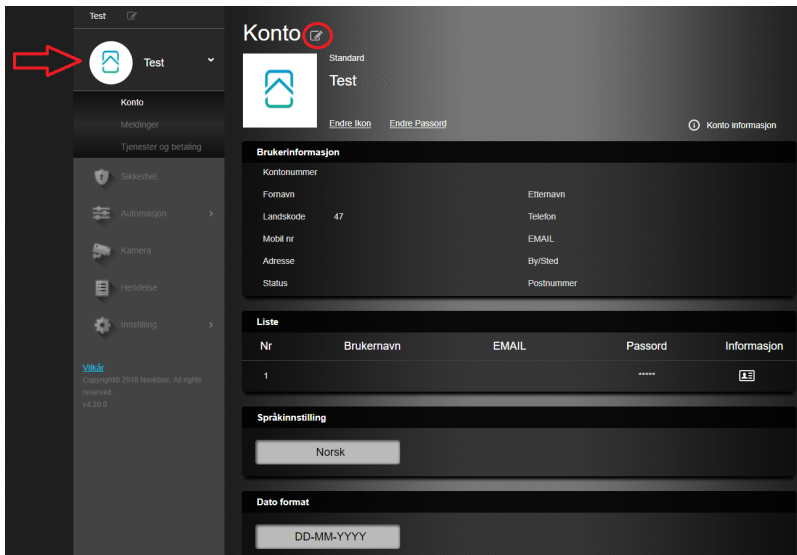 Test
Test
Konto
Meldinger
Tjenester og betaling
Sikkerhet
Automasjon
Kamera
Hendelse
Innstilling
Vilkår
Copyright© 2018 Nookbox, All rights
reserved.
v4.20.0
Konto
Standard
Test
Endre Ikon Endre Passord
Konto informasjon
Brukerinformasjon
Kontonummer
Fornavn Etternavn
Landskode 47 Telefon
Mobil nr EMAIL
Adresse By/Sted
Status Postnummer
Liste
Nr Brukernavn EMAIL Passord Informasjon
1 *****
Språkinnstilling
Norsk
Dato format
DD-MM-YYYY